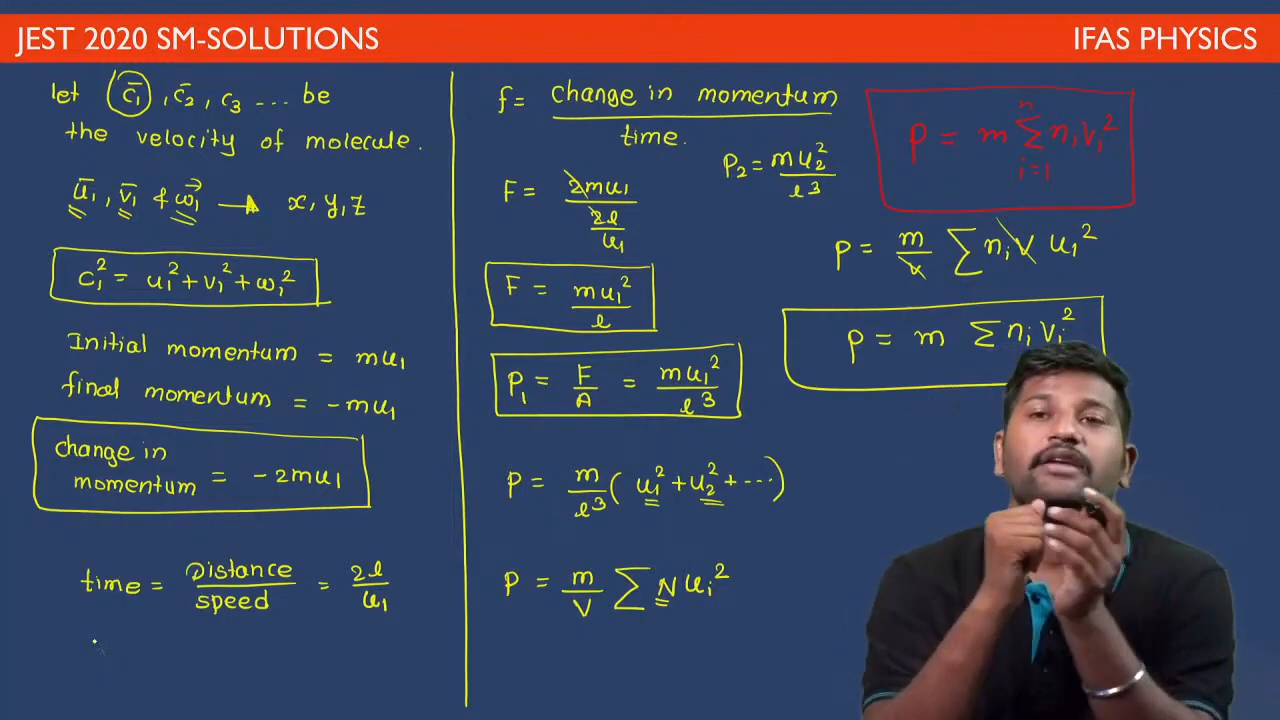 JEST 2020 SM-SOLUTIONS
IFAS PHYSICS
let c̄₁, c̄₂, c₃ ... be
the velocity of molecule.
ū₁, v̄₁ & ω⃗₁ → x, y, z
c₁² = u₁² + v₁² + ω₁²
Initial momentum = mu₁
final momentum = -mu₁
change in
momentum = -2mu₁
time = Distance/speed = 2l/u₁
f = change in momentum/time.
F = 2mu₁/(2l/u₁)
F = mu₁²/l
P₁ = F/A = mu₁²/l³
P = m/l³ (u₁² + u₂² + ...)
P = m/V ∑ N uᵢ²
P₂ = mu₂²/l³
P = m ∑ⁿᵢ₌₁ nᵢvᵢ²
P = m/V ∑ nᵢ V u₁²
P = m ∑ nᵢ vᵢ²